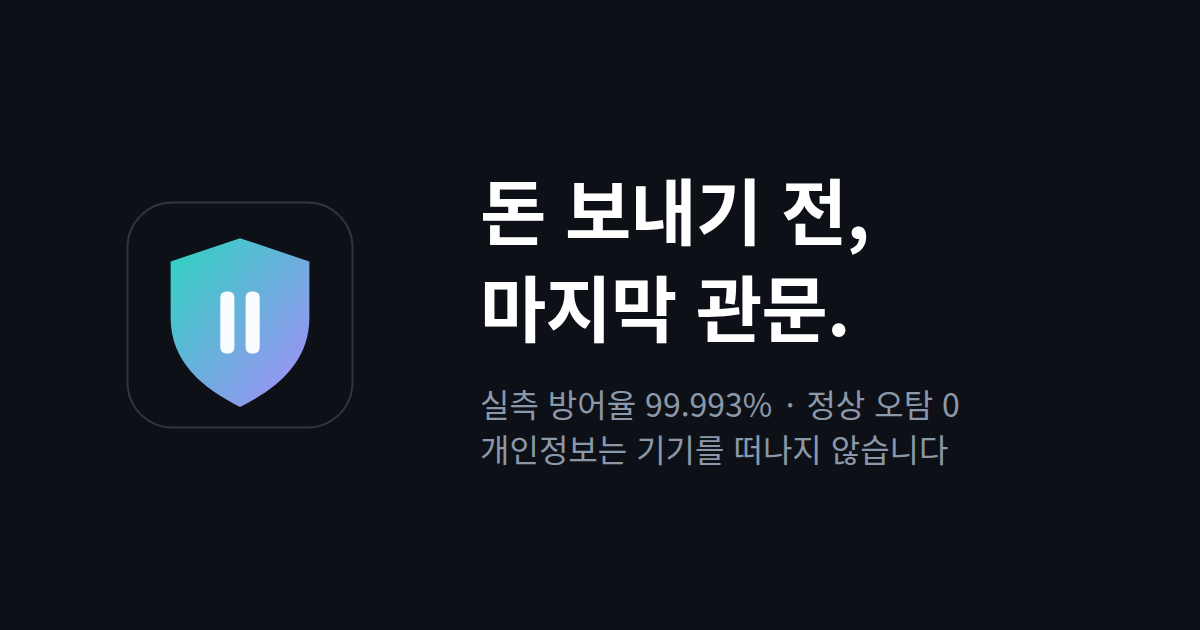 돈 보내기 전,
마지막 관문.
실측 방어율 99.993% · 정상 오탐 0
개인정보는 기기를 떠나지 않습니다